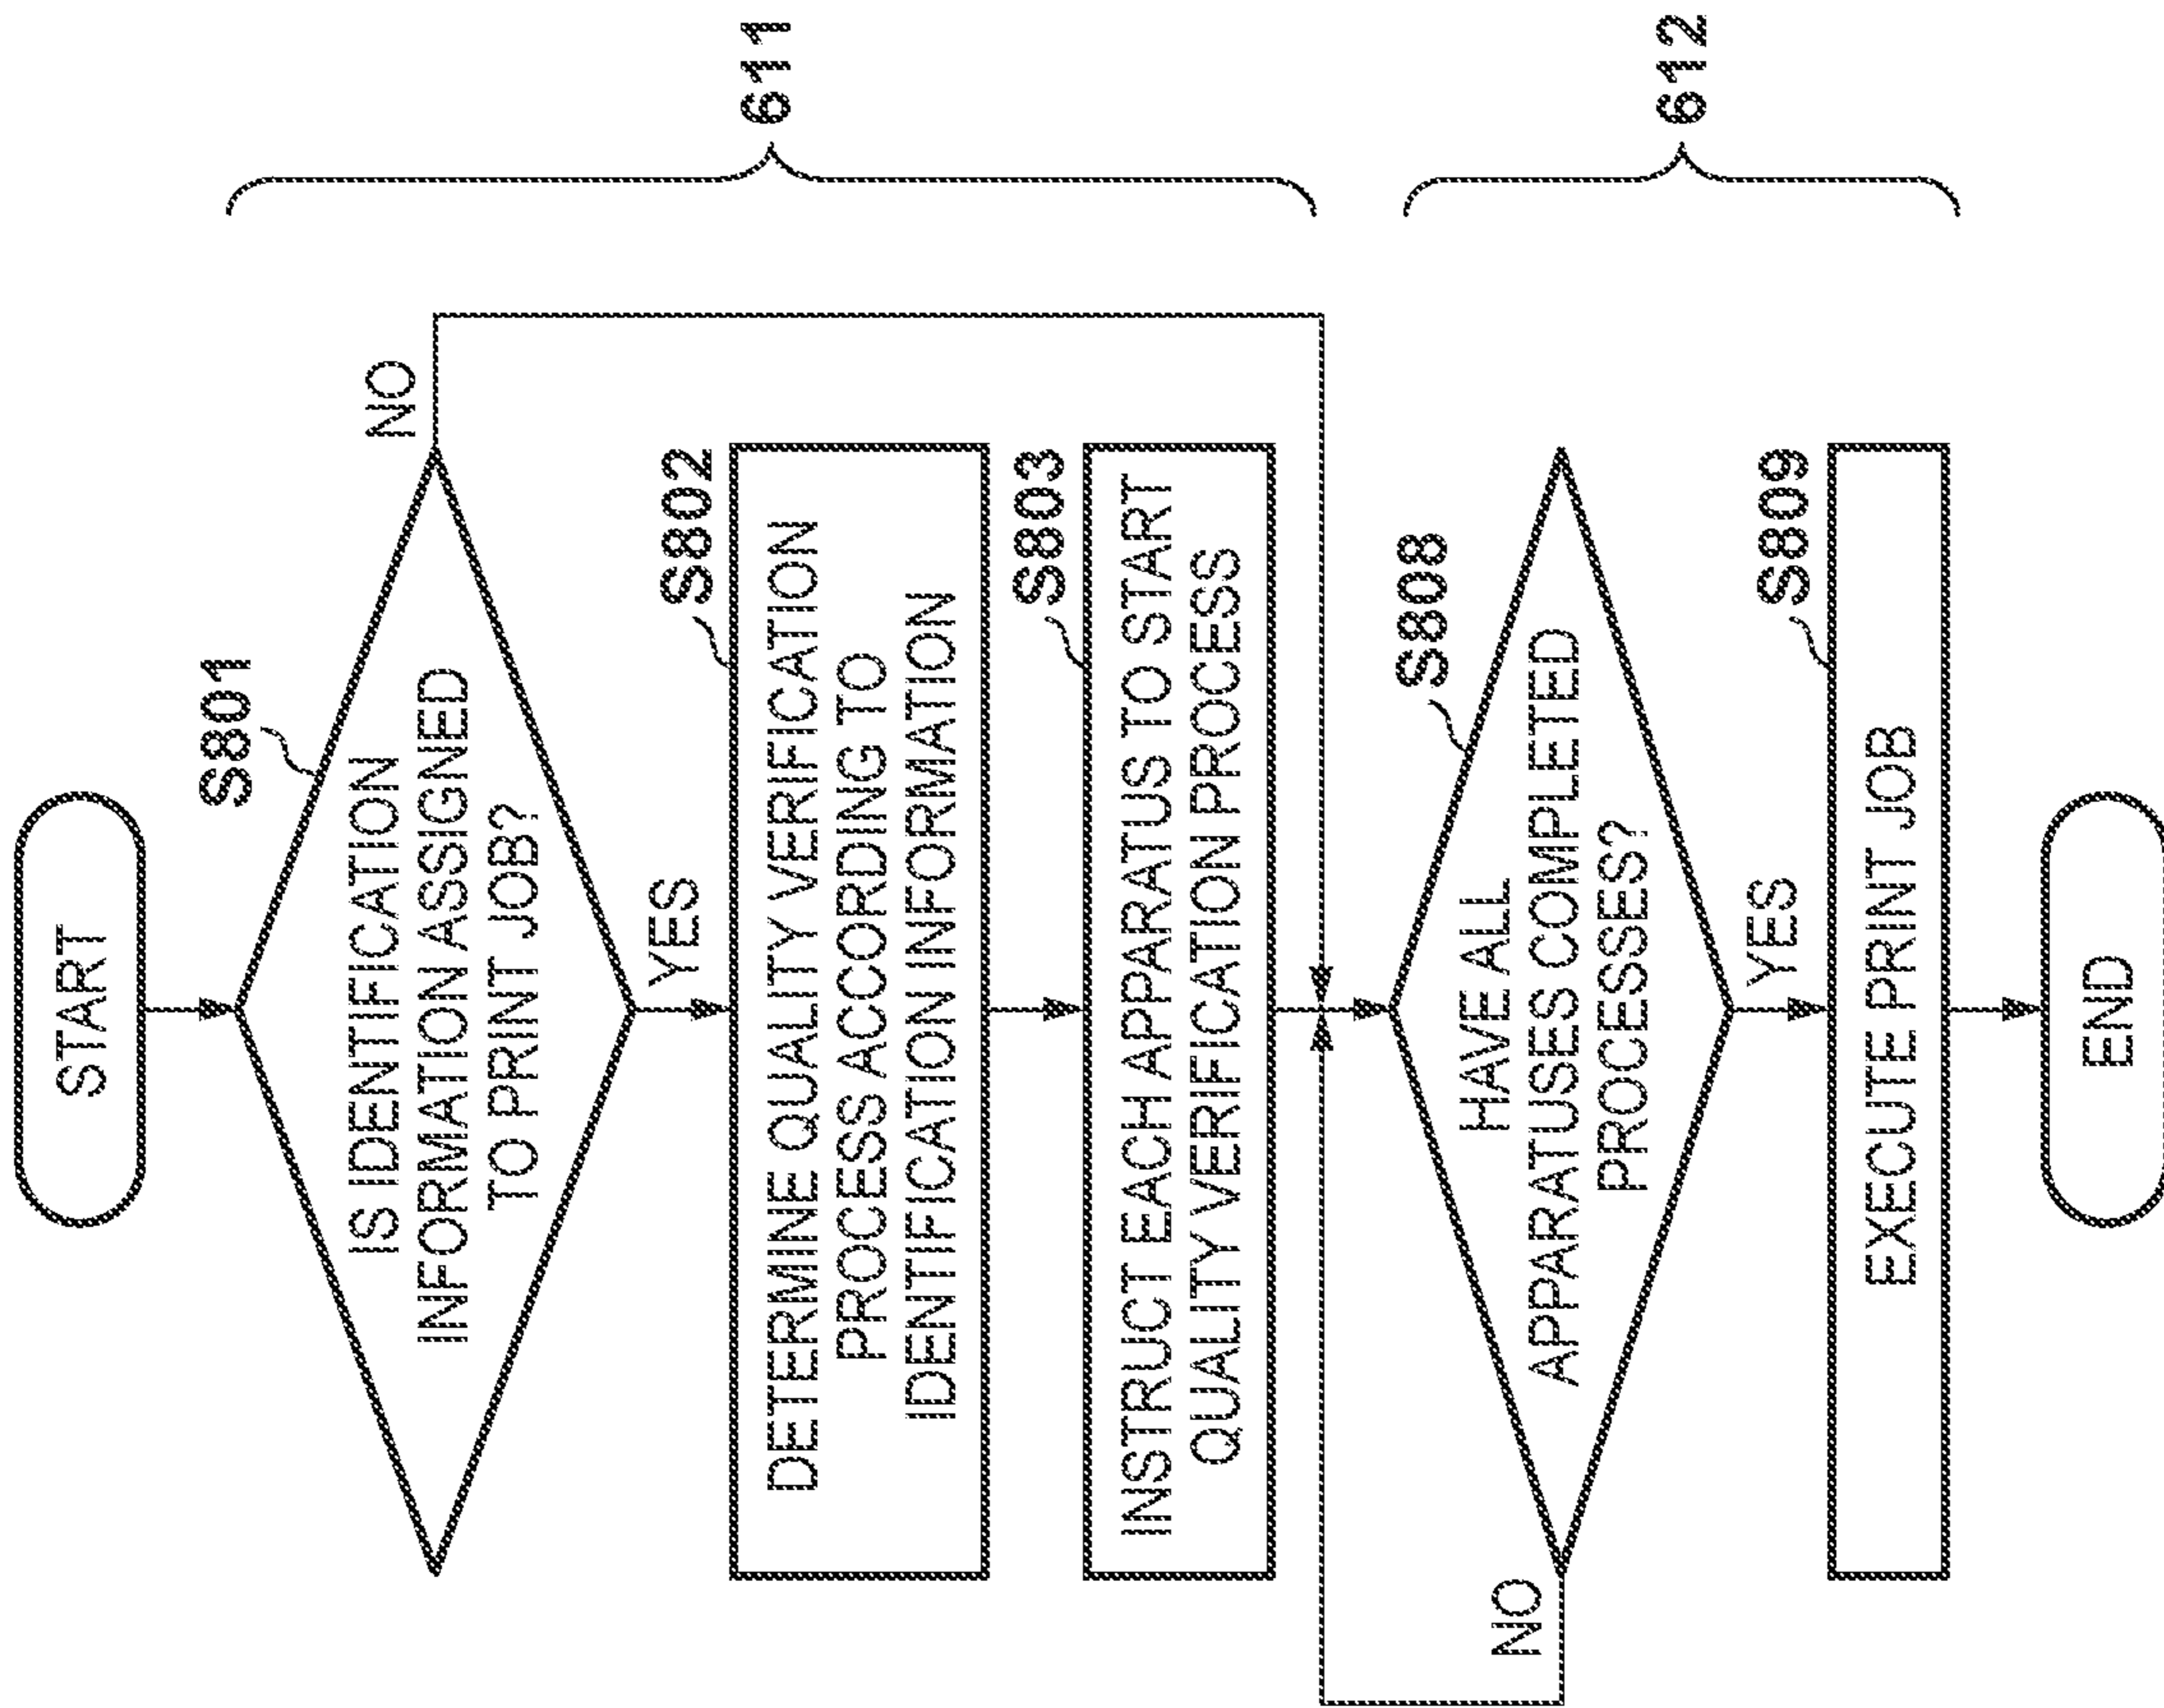 START
S801
IS IDENTIFICATION
INFORMATION ASSIGNED
TO PRINT JOB?
NO
YES
S802
DETERMINE QUALITY VERIFICATION
PROCESS ACCORDING TO
IDENTIFICATION INFORMATION
S803
INSTRUCT EACH APPARATUS TO START
QUALITY VERIFICATION PROCESS
611
S808
HAVE ALL
APPARATUSES COMPLETED
PROCESSES?
NO
YES
S809
EXECUTE PRINT JOB
612
END